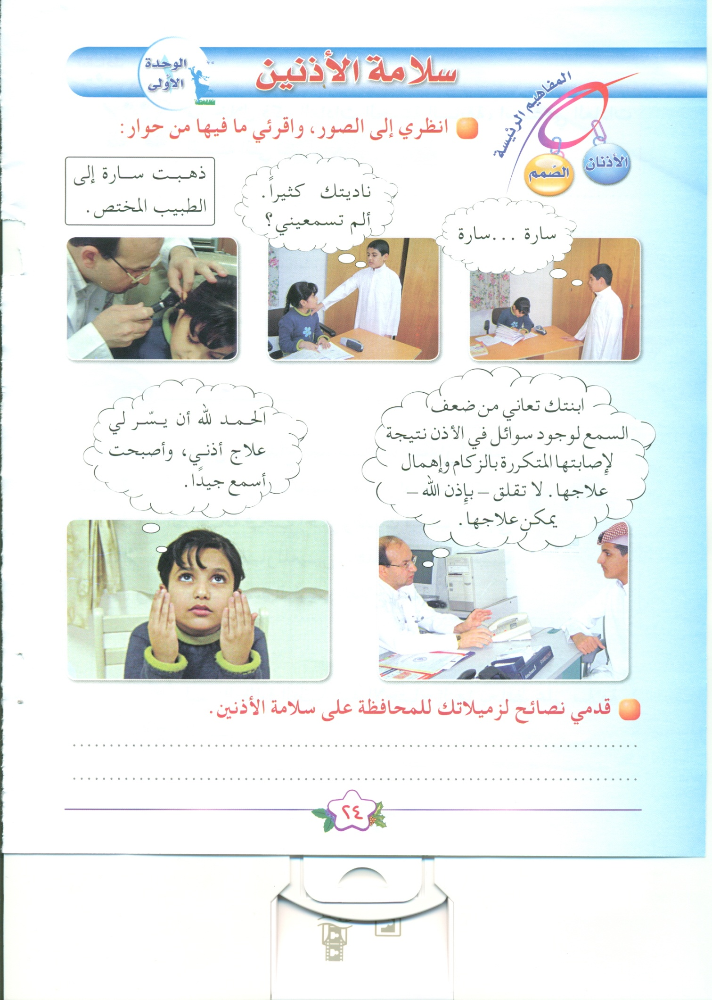 سلامة الأذنين
الوحدة
الأولى
المفاهيم الرئيسة
الأذنان
الصّمم
انظري إلى الصور، واقرئي ما فيها من حوار:
سارة ...سارة
ناديتك كثيراً.
ألم تسمعيني؟
ذهبت سارة إلى
الطبيب المختص.
ابنتك تعاني من ضعف
السمع لوجود سوائل في الأذن نتيجة
لإصابتها المتكررة بالزكام وإهمال
علاجها. لا تقلق – بإذن الله –
يمكن علاجها.
الحمد لله أن يسّر لي
علاج أذني، وأصبحت
أسمع جيدًا.
قدمي نصائح لزميلاتك للمحافظة على سلامة الأذنين.
٢٤